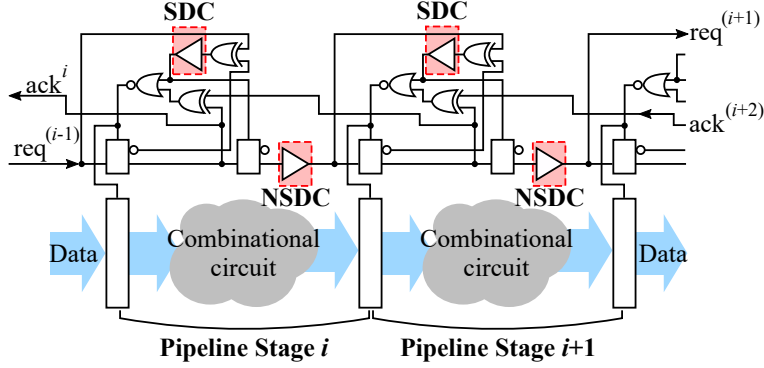 SDC
SDC
req(i+1)
ack i
ack(i+2)
req(i-1)
NSDC
NSDC
Data
Combinational
circuit
Combinational
circuit
Data
Pipeline Stage i
Pipeline Stage i+1